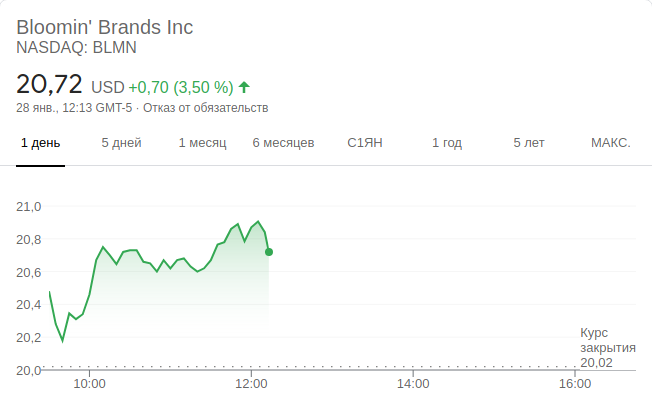 Bloomin' Brands Inc
NASDAQ: BLMN
20,72 USD +0,70 (3,50 %)
28 янв., 12:13 GMT-5 · Отказ от обязательств
1 день 5 дней 1 месяц 6 месяцев С1ЯН 1 год 5 лет МАКС.
21,0
20,8
20,6
20,4
20,2
20,0
Курс
закрытия
20,02
10:00 12:00 14:00 16:00